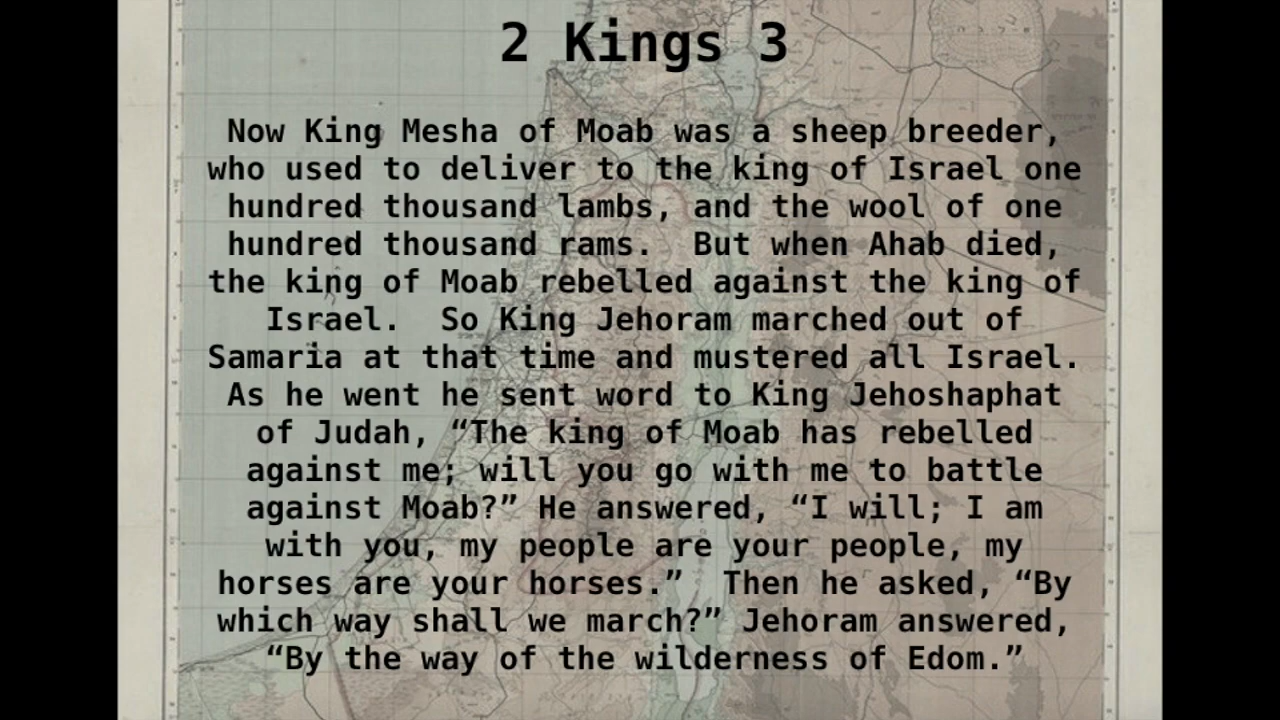 2 Kings 3
Now King Mesha of Moab was a sheep breeder,
who used to deliver to the king of Israel one
hundred thousand lambs, and the wool of one
hundred thousand rams.  But when Ahab died,
the king of Moab rebelled against the king of
Israel.  So King Jehoram marched out of
Samaria at that time and mustered all Israel.
As he went he sent word to King Jehoshaphat
of Judah, “The king of Moab has rebelled
against me; will you go with me to battle
against Moab?” He answered, “I will; I am
with you, my people are your people, my
horses are your horses.”  Then he asked, “By
which way shall we march?” Jehoram answered,
“By the way of the wilderness of Edom.”